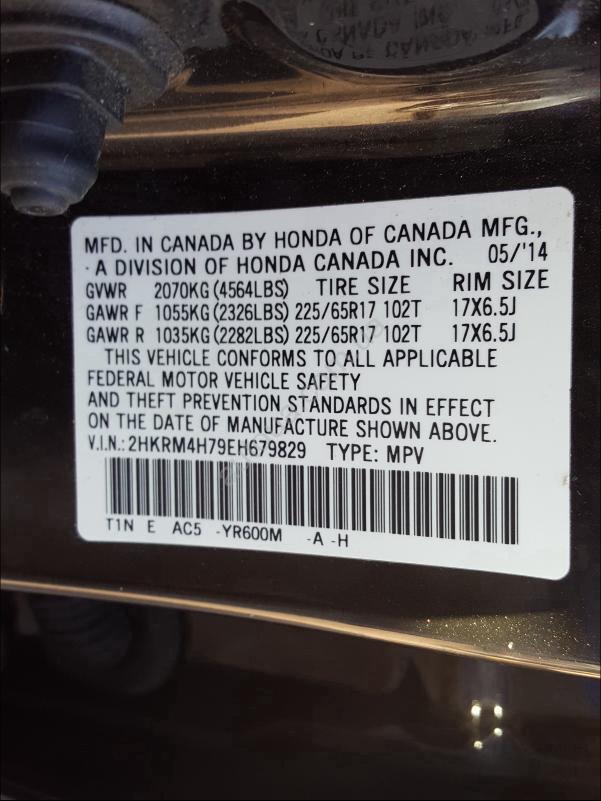 MFD. IN CANADA BY HONDA OF CANADA MFG.,
A DIVISION OF HONDA CANADA INC. 05/'14
GVWR 2070KG (4564LBS) TIRE SIZE RIM SIZE
GAWR F 1055KG (2326LBS) 225/65R17 102T 17X6.5J
GAWR R 1035KG (2282LBS) 225/65R17 102T 17X6.5J
THIS VEHICLE CONFORMS TO ALL APPLICABLE
FEDERAL MOTOR VEHICLE SAFETY
AND THEFT PREVENTION STANDARDS IN EFFECT
ON THE DATE OF MANUFACTURE SHOWN ABOVE.
V.I.N.: 2HKRM4H79EH679829 TYPE: MPV
T1N E AC5 -YR600M -A -H